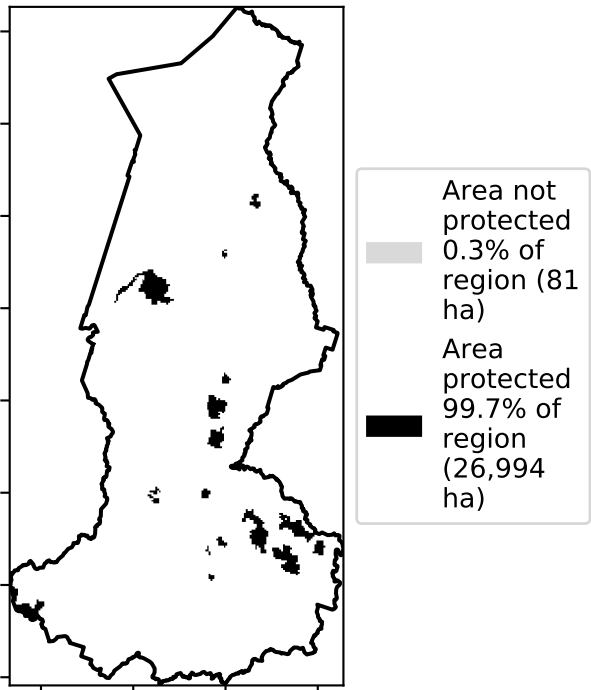 Area not
protected
0.3% of
region (81
ha)
Area
protected
99.7% of
region
(26,994
ha)